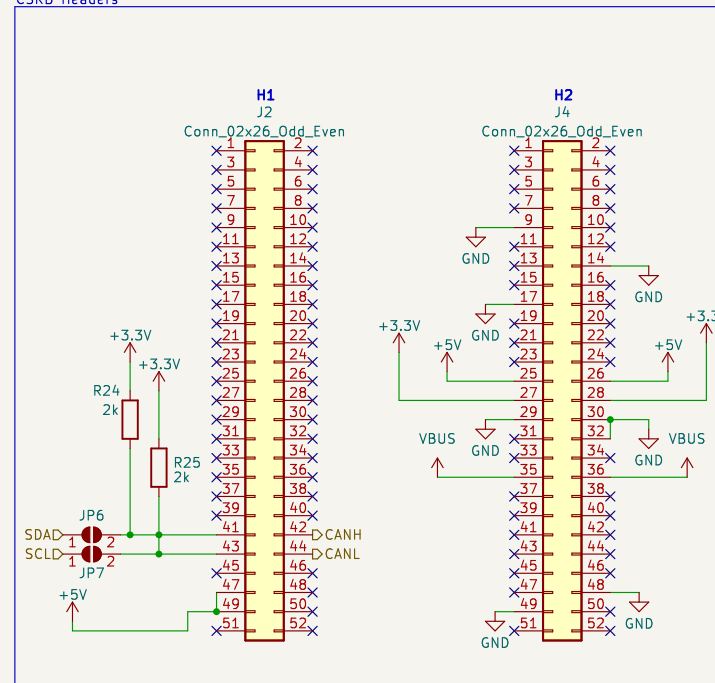 CSKB Headers
H1
J2
Conn_02x26_Odd_Even
1 2
3 4
5 6
7 8
9 10
11 12
13 14
15 16
17 18
19 20
21 22
23 24
25 26
27 28
29 30
31 32
33 34
35 36
37 38
39 40
41 42
43 44
45 46
47 48
49 50
51 52
+3.3V
+3.3V
R24
2k
R25
2k
JP6
SDA 1 2
SCL 1 2
JP7
+5V
CANH
CANL
H2
J4
Conn_02x26_Odd_Even
1 2
3 4
5 6
7 8
9 10
11 12
13 14
15 16
17 18
19 20
21 22
23 24
25 26
27 28
29 30
31 32
33 34
35 36
37 38
39 40
41 42
43 44
45 46
47 48
49 50
51 52
GND
GND
GND
+3.3V
+5V
GND
VBUS
GND
+3.3
+5V
GND
VBUS
GND